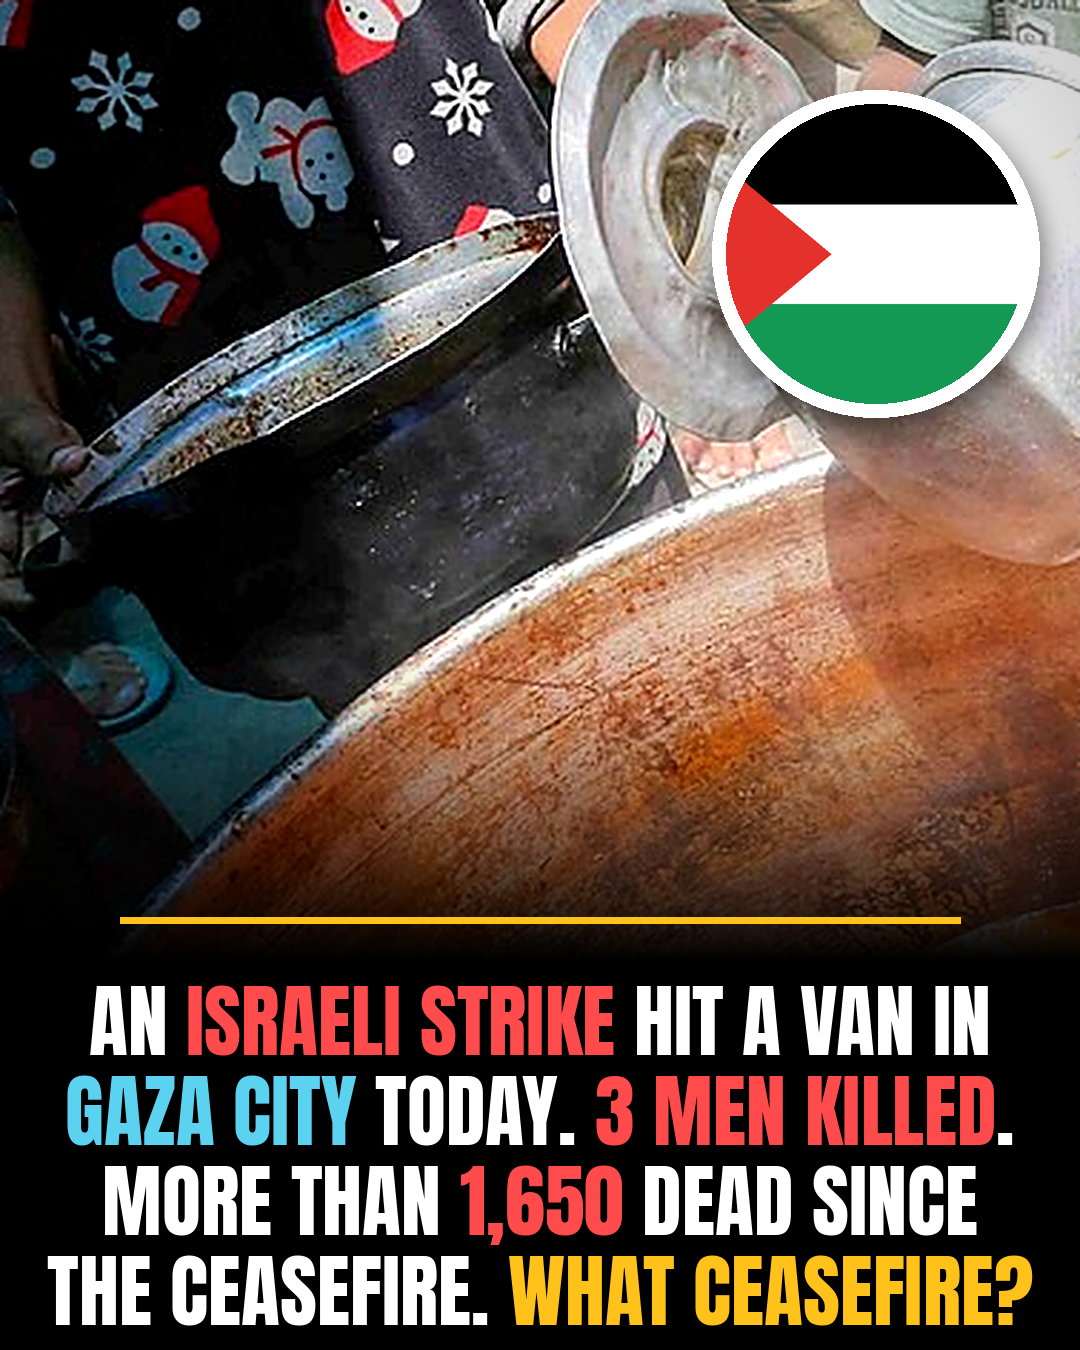 AN ISRAELI STRIKE HIT A VAN IN
GAZA CITY TODAY. 3 MEN KILLED.
MORE THAN 1,650 DEAD SINCE
THE CEASEFIRE. WHAT CEASEFIRE?